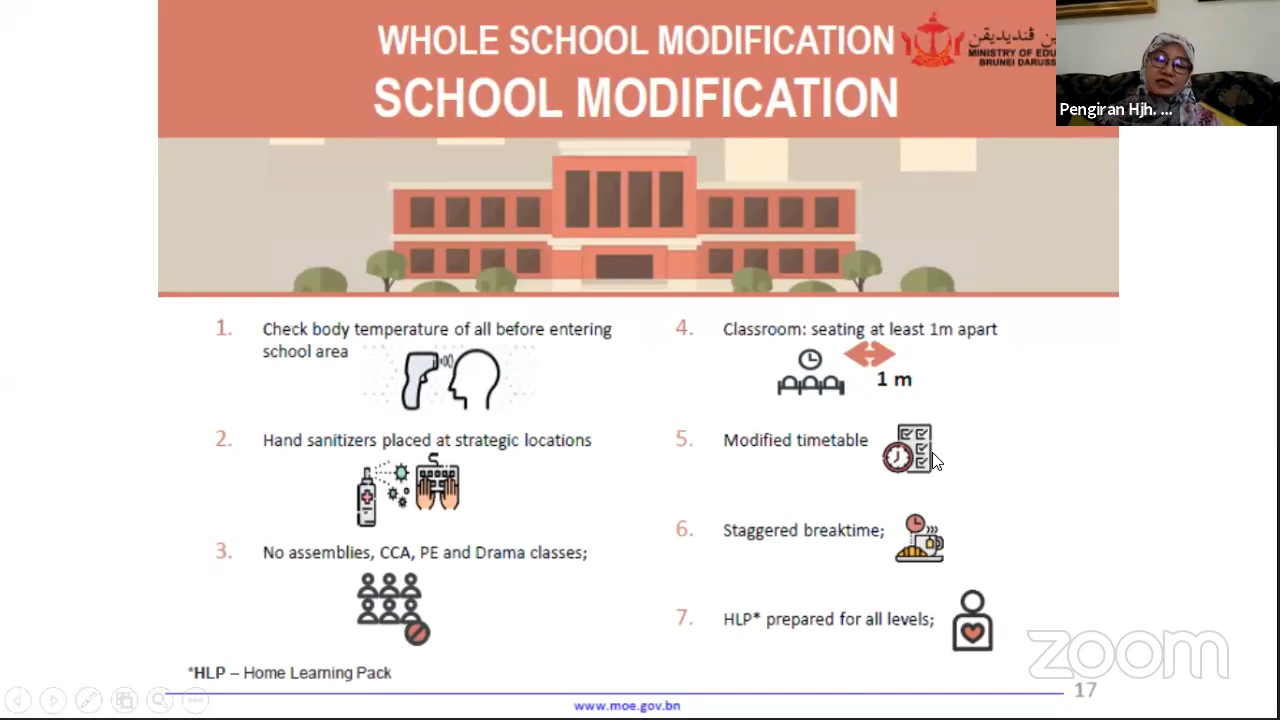 WHOLE SCHOOL MODIFICATION
SCHOOL MODIFICATION
MINISTRY OF EDU
BRUNEI DARUSS
Pengiran Hjh. ...
1. Check body temperature of all before entering
school area
2. Hand sanitizers placed at strategic locations
3. No assemblies, CCA, PE and Drama classes;
4. Classroom: seating at least 1m apart
1 m
5. Modified timetable
6. Staggered breaktime;
7. HLP* prepared for all levels;
*HLP – Home Learning Pack
zoom
17
www.moe.gov.bn